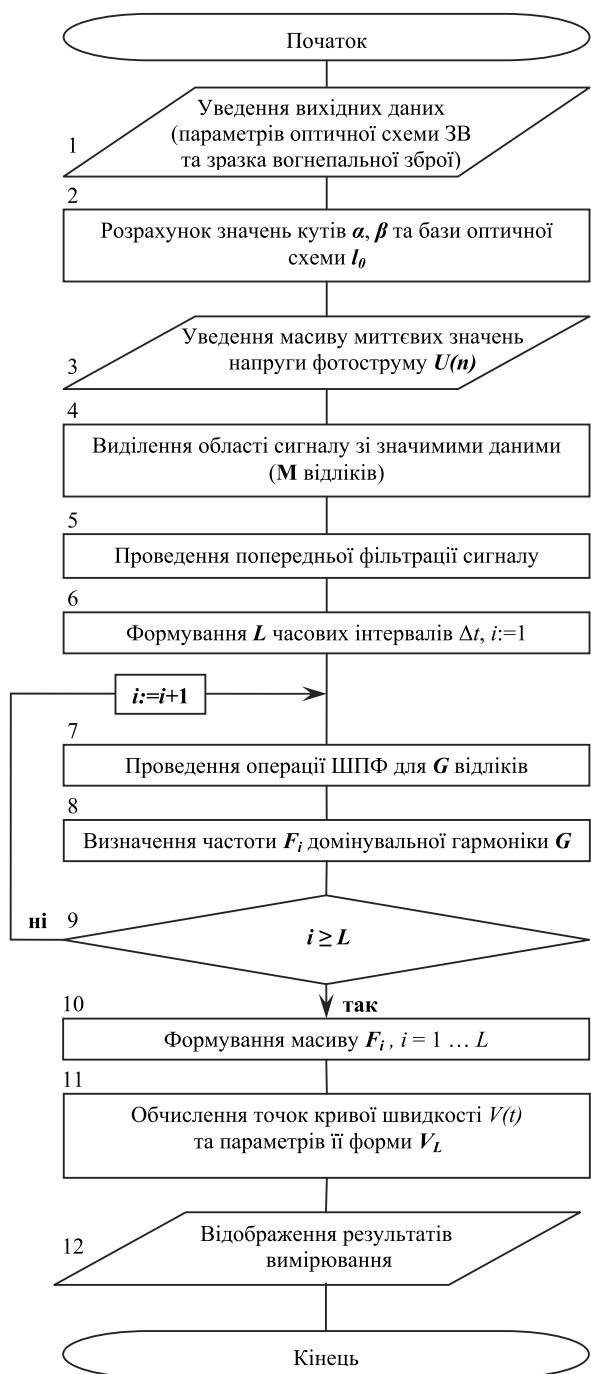 Початок
Уведення вихідних даних
(параметрів оптичної схеми ЗВ
1
та зразка вогнепальної зброї)
2
Розрахунок значень кутів α, β та бази оптичної
схеми l0
Уведення масиву миттєвих значень
3
напруги фотоструму U(n)
4
Виділення області сигналу зі значимими даними
(М відліків)
5
Проведення попередньої фільтрації сигналу
6
Формування L часових інтервалів Δt, i:=1
i:=i+1
7
Проведення операції ШПФ для G відліків
8
Визначення частоти Fi домінувальної гармоніки G
ні 9
i ≥ L
так
10
Формування масиву Fi , i = 1 … L
11
Обчислення точок кривої швидкості V(t)
та параметрів її форми VL
12
Відображення результатів
вимірювання
Кінець